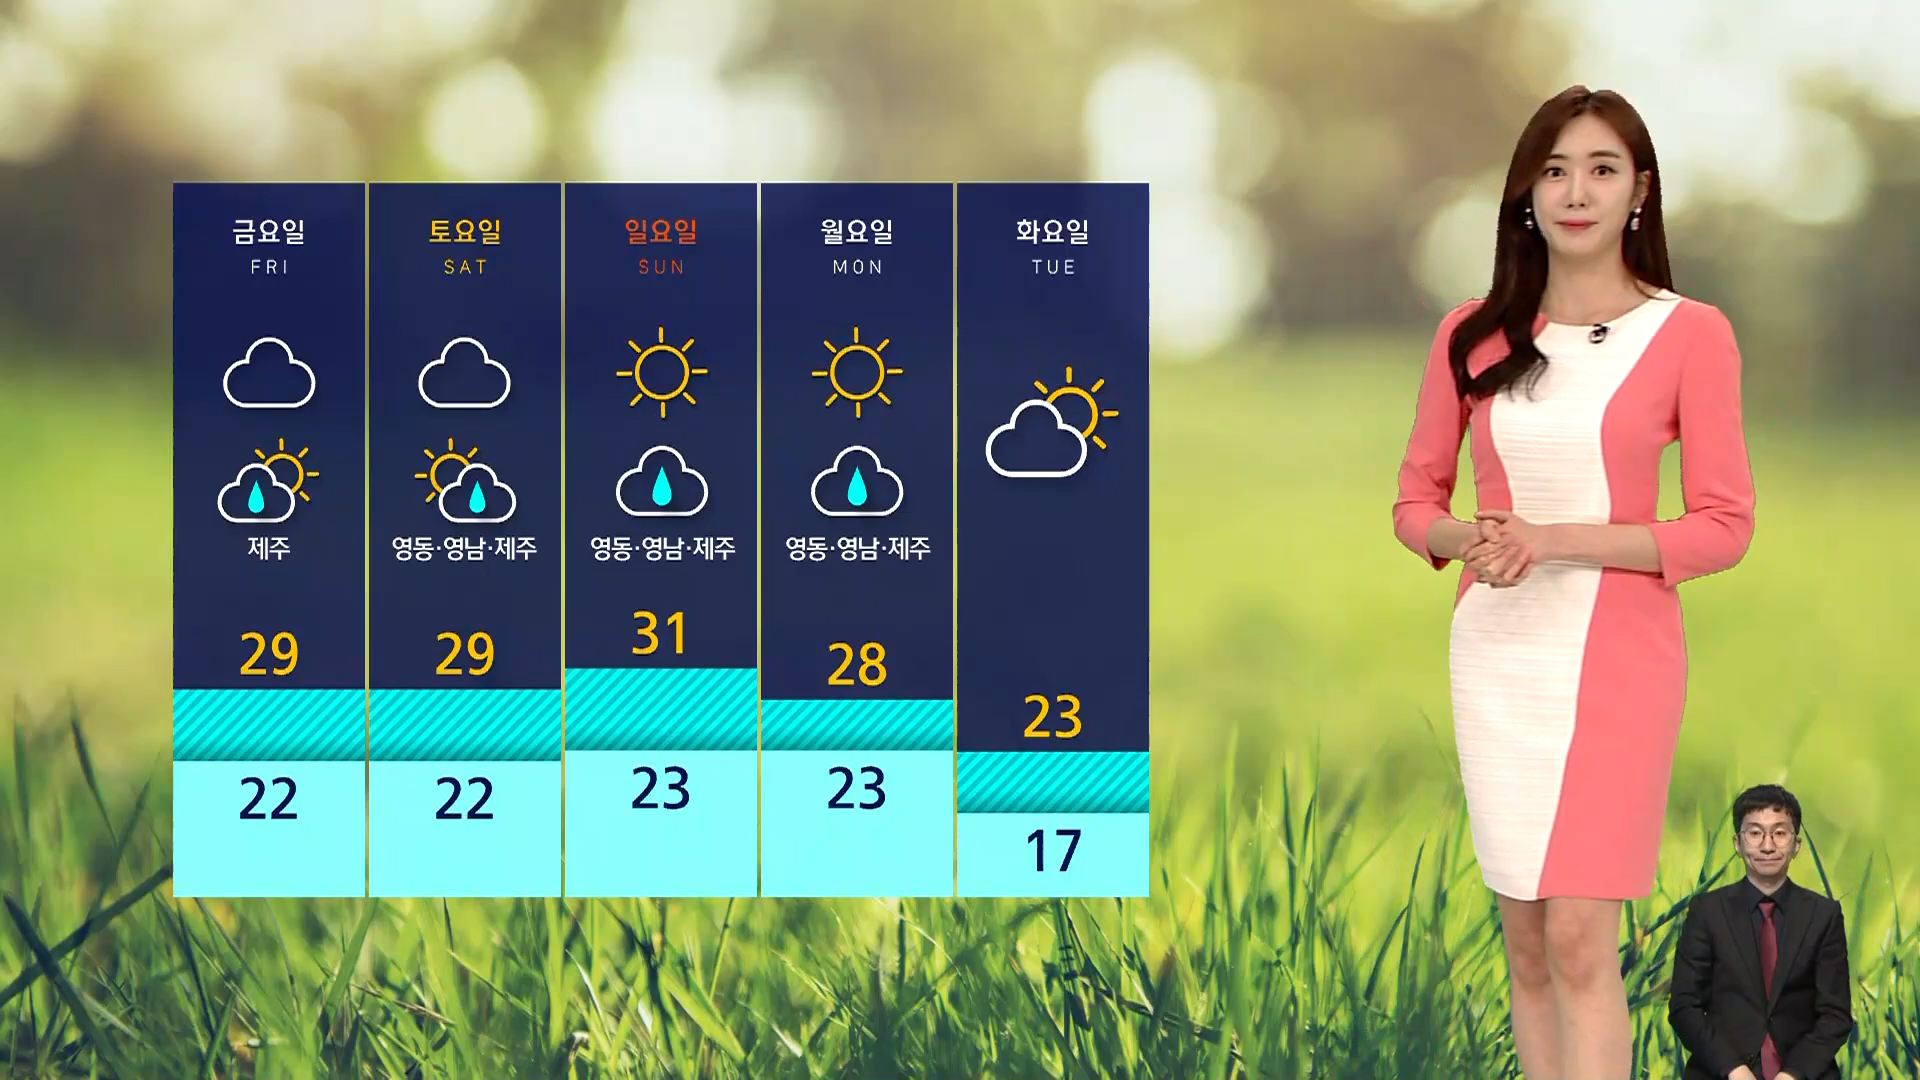 금요일
FRI
제주
29
22
토요일
SAT
영동·영남·제주
29
22
일요일
SUN
영동·영남·제주
31
23
월요일
MON
영동·영남·제주
28
23
화요일
TUE
23
17